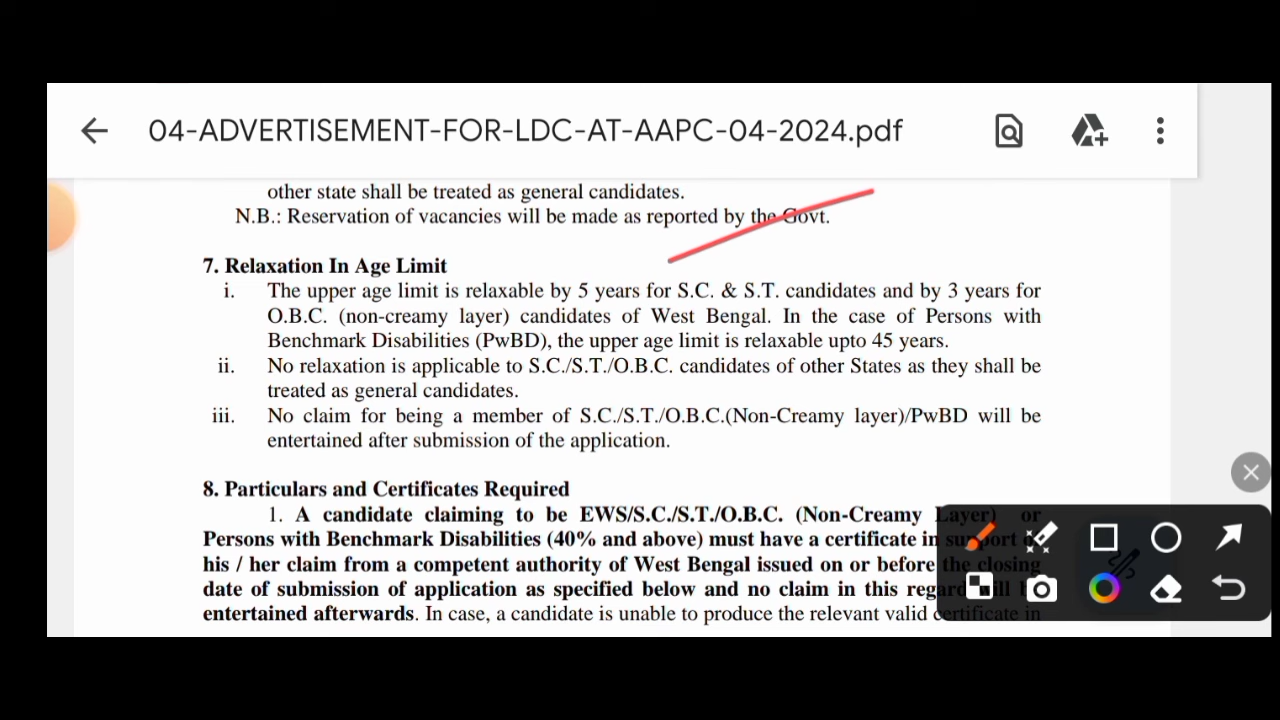 04-ADVERTISEMENT-FOR-LDC-AT-AAPC-04-2024.pdf
other state shall be treated as general candidates.
N.B.: Reservation of vacancies will be made as reported by the Govt.
7. Relaxation In Age Limit
i. The upper age limit is relaxable by 5 years for S.C. & S.T. candidates and by 3 years for
O.B.C. (non-creamy layer) candidates of West Bengal. In the case of Persons with
Benchmark Disabilities (PwBD), the upper age limit is relaxable upto 45 years.
ii. No relaxation is applicable to S.C./S.T./O.B.C. candidates of other States as they shall be
treated as general candidates.
iii. No claim for being a member of S.C./S.T./O.B.C.(Non-Creamy layer)/PwBD will be
entertained after submission of the application.
8. Particulars and Certificates Required
1. A candidate claiming to be EWS/S.C./S.T./O.B.C. (Non-Creamy Layer) or
Persons with Benchmark Disabilities (40% and above) must have a certificate in support
his / her claim from a competent authority of West Bengal issued on or before the closing
date of submission of application as specified below and no claim in this regard will
entertained afterwards. In case, a candidate is unable to produce the relevant valid certificate in